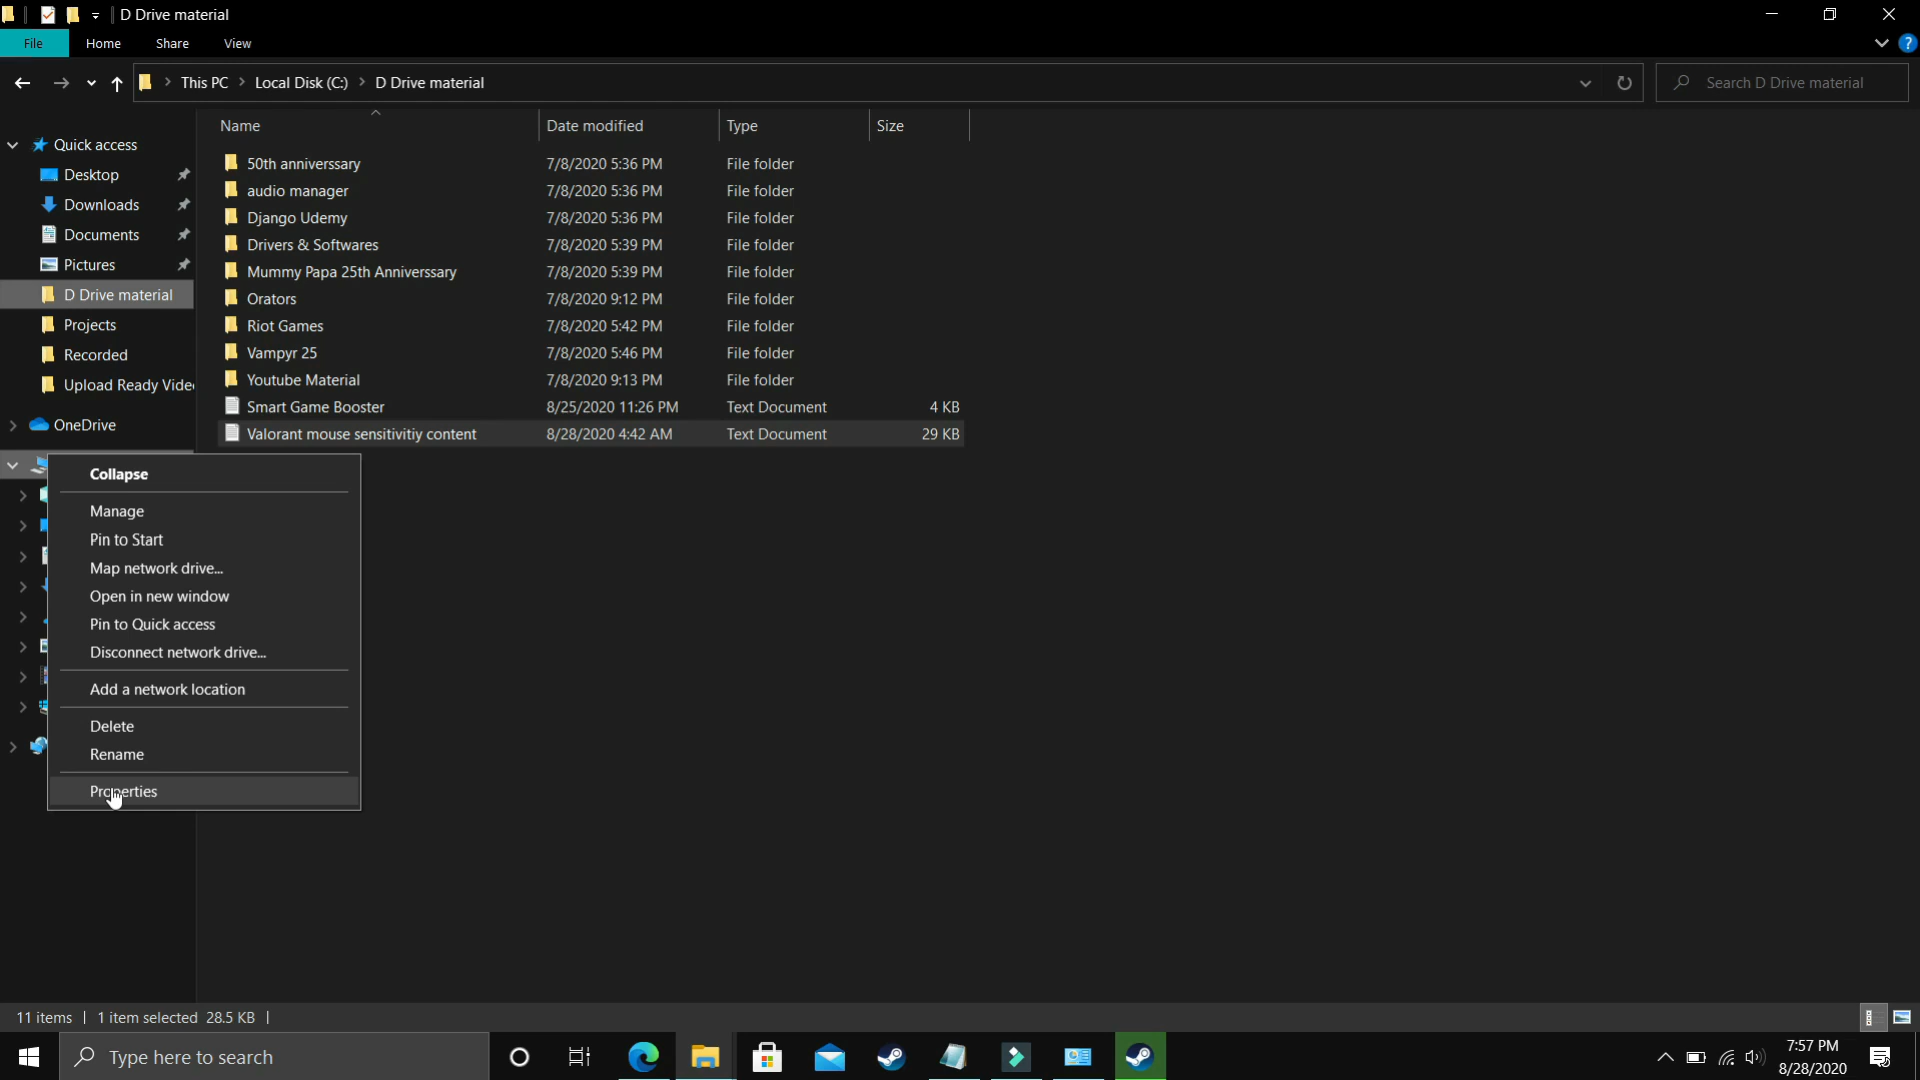 D Drive material
File Home Share View
This PC Local Disk (C:) D Drive material
Search D Drive material
Name Date modified Type Size
Quick access
Desktop
Downloads
Documents
Pictures
D Drive material
Projects
Recorded
Upload Ready Vide
OneDrive
50th anniverssary 7/8/2020 5:36 PM File folder
audio manager 7/8/2020 5:36 PM File folder
Django Udemy 7/8/2020 5:36 PM File folder
Drivers & Softwares 7/8/2020 5:39 PM File folder
Mummy Papa 25th Anniverssary 7/8/2020 5:39 PM File folder
Orators 7/8/2020 9:12 PM File folder
Riot Games 7/8/2020 5:42 PM File folder
Vampyr 25 7/8/2020 5:46 PM File folder
Youtube Material 7/8/2020 9:13 PM File folder
Smart Game Booster 8/25/2020 11:26 PM Text Document 4 KB
Valorant mouse sensitivitiy content 8/28/2020 4:42 AM Text Document 29 KB
Collapse
Manage
Pin to Start
Map network drive...
Open in new window
Pin to Quick access
Disconnect network drive...
Add a network location
Delete
Rename
Properties
11 items 1 item selected 28.5 KB
Type here to search
7:57 PM
8/28/2020